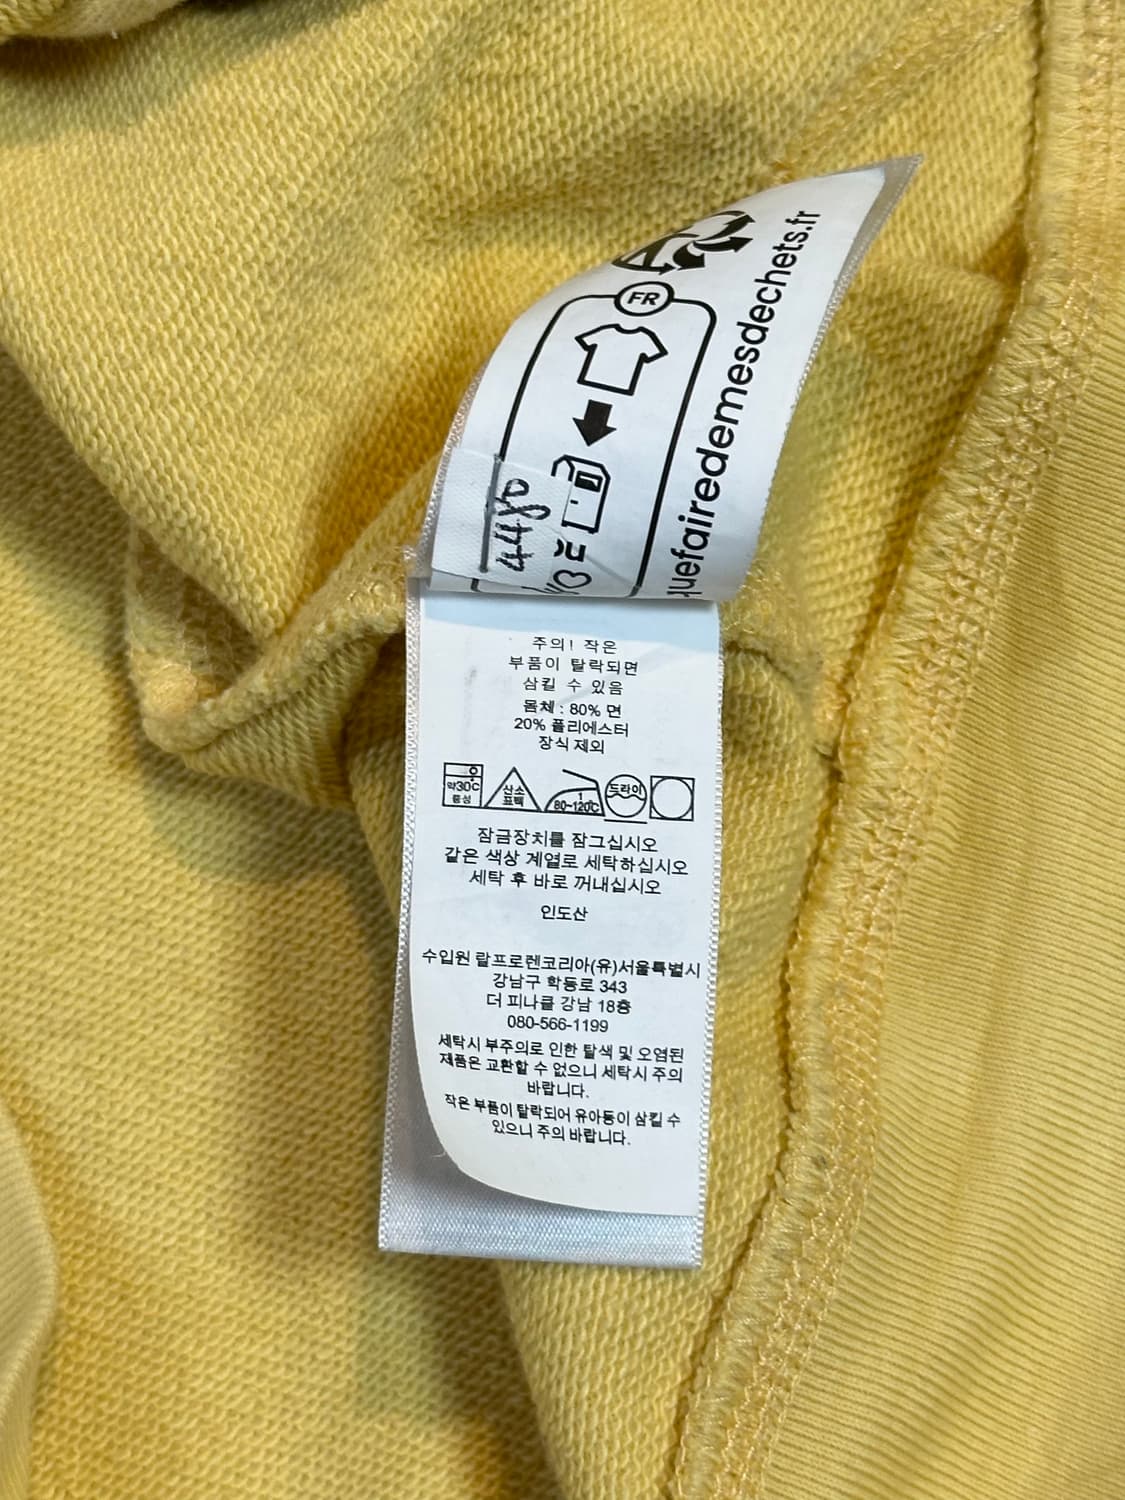 quefairedemesdechets.fr
FR
448
주의! 작은
부품이 탈락되면
삼킬 수 있음
몸체 : 80% 면
20% 폴리에스터
장식 제외
약30℃
중성
산소
표백
1
80~120℃
드라이
잠금장치를 잠그십시오
같은 색상 계열로 세탁하십시오
세탁 후 바로 꺼내십시오
인도산
수입원 랄프로렌코리아(유)서울특별시
강남구 학동로 343
더 피나클 강남 18층
080-566-1199
세탁시 부주의로 인한 탈색 및 오염된
제품은 교환할 수 없으니 세탁시 주의
바랍니다.
작은 부품이 탈락되어 유아동이 삼킬 수
있으니 주의 바랍니다.